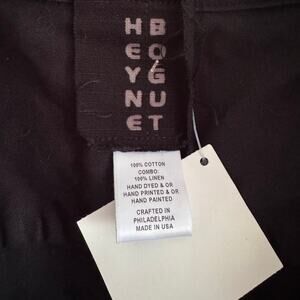 HEYNE
BOGUT
100% COTTON
COMBO:
100% LINEN
HAND DYED & OR
HAND PRINTED & OR
HAND PAINTED
CRAFTED IN
PHILADELPHIA
MADE IN USA